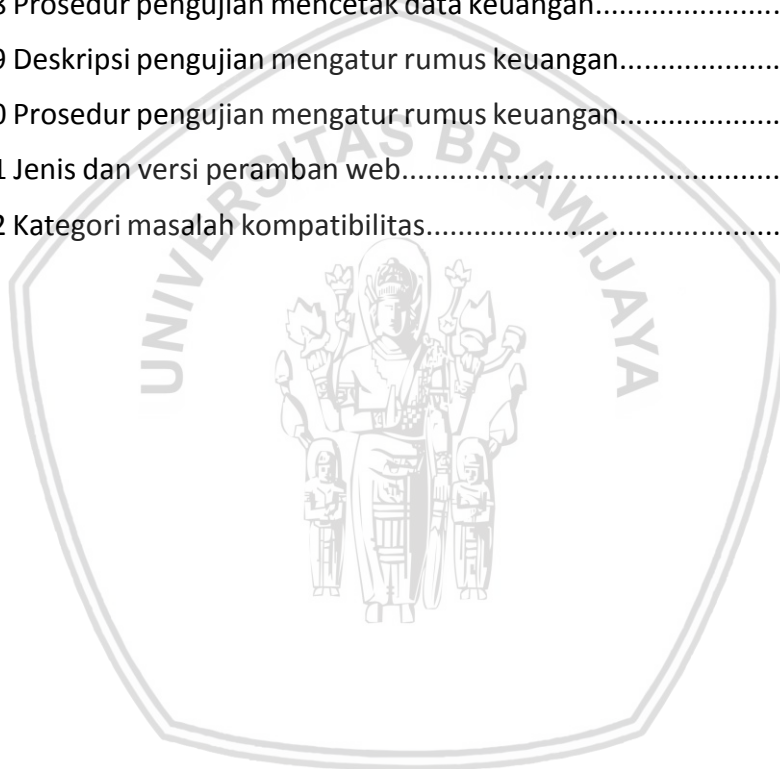 8 Prosedur pengujian mencetak data keuangan.......................
9 Deskripsi pengujian mengatur rumus keuangan....................
0 Prosedur pengujian mengatur rumus keuangan....................
1 Jenis dan versi peramban web....................................................
2 Kategori masalah kompatibilitas................................................
UNIVERSITAS BRAWIJAYA